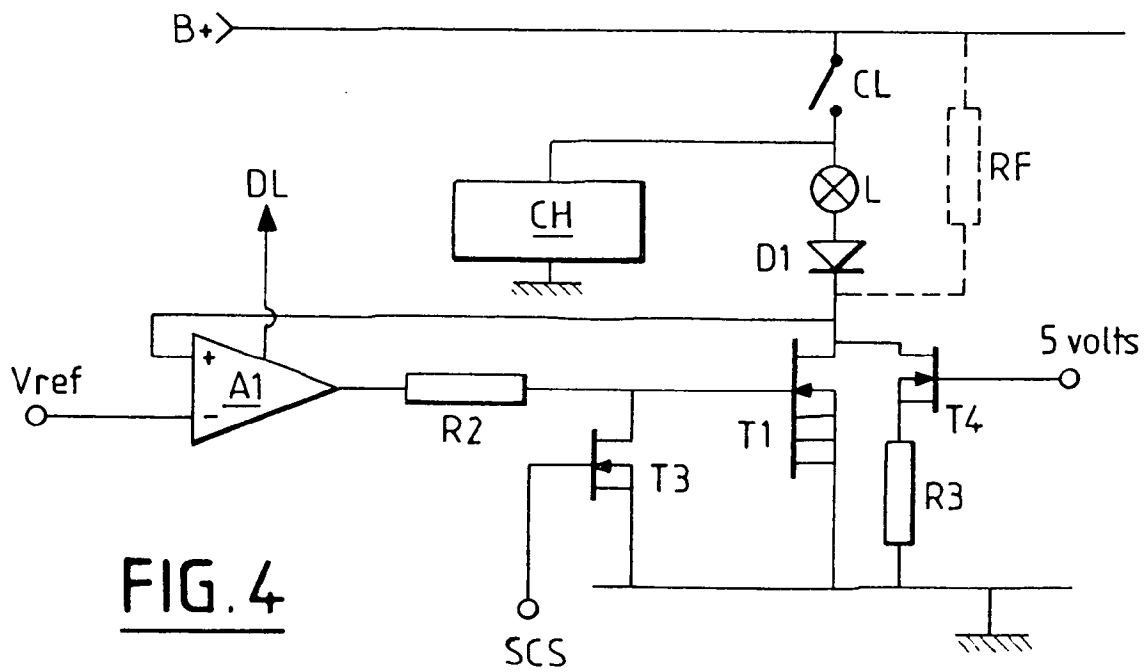 B+
CL
RF
DL
CH
L
D1
5 volts
Vref
+
A1
-
R2
T1
T4
T3
R3
FIG. 4
SCS